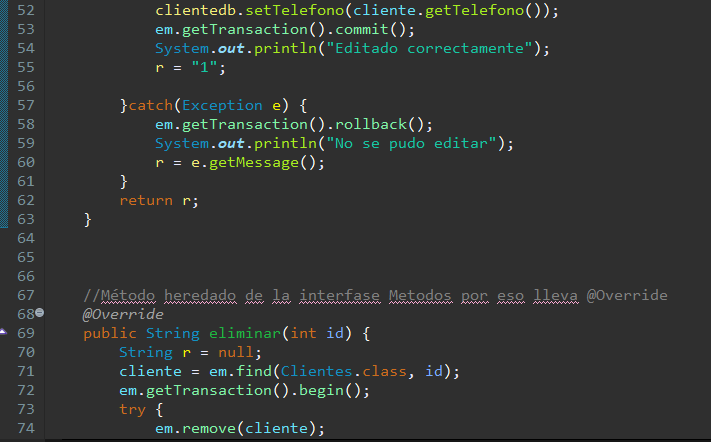 52 clientedb.setTelefono(cliente.getTelefono());
53 em.getTransaction().commit();
54 System.out.println("Editado correctamente");
55 r = "1";
56
57 }catch(Exception e) {
58 em.getTransaction().rollback();
59 System.out.println("No se pudo editar");
60 r = e.getMessage();
61 }
62 return r;
63 }
64
65
66
67 //Método heredado de la interfase Metodos por eso lleva @Override
68 @Override
69 public String eliminar(int id) {
70 String r = null;
71 cliente = em.find(Clientes.class, id);
72 em.getTransaction().begin();
73 try {
74 em.remove(cliente);